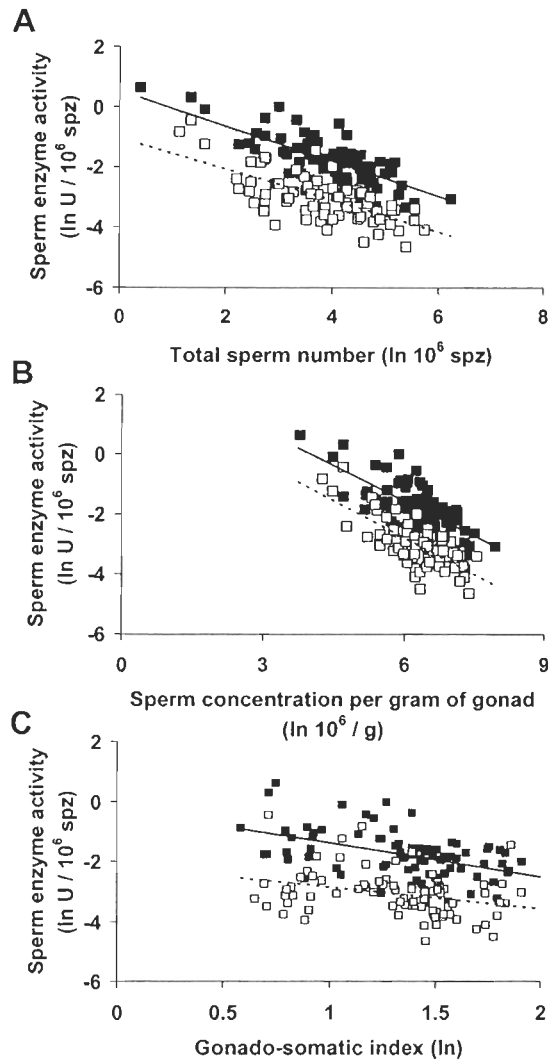 A
Sperm enzyme activity
(ln U / 10⁶ spz)
2
0
-2
-4
-6
0 2 4 6 8
Total sperm number (ln 10⁶ spz)
B
Sperm enzyme activity
(ln U / 10⁶ spz)
2
0
-2
-4
-6
0 3 6 9
Sperm concentration per gram of gonad
(ln 10⁶ / g)
C
Sperm enzyme activity
(ln U / 10⁶ spz)
2
0
-2
-4
-6
0 0.5 1 1.5 2
Gonado-somatic index (ln)